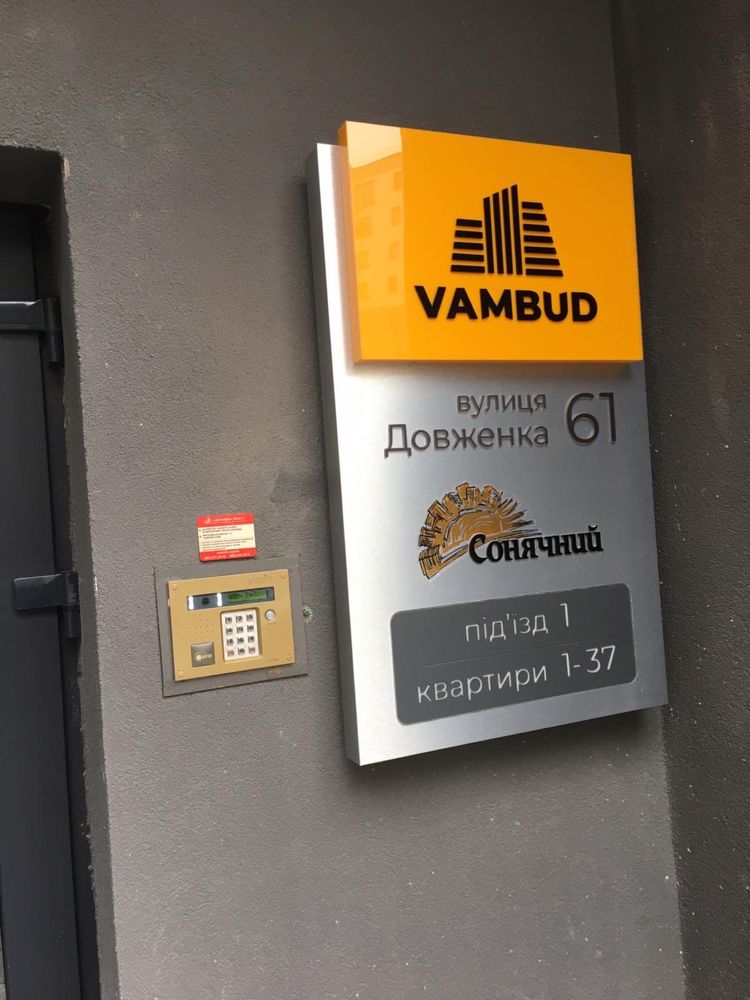 VAMBUD
вулиця
Довженка 61
Сонячний
під'їзд 1
квартири 1-37